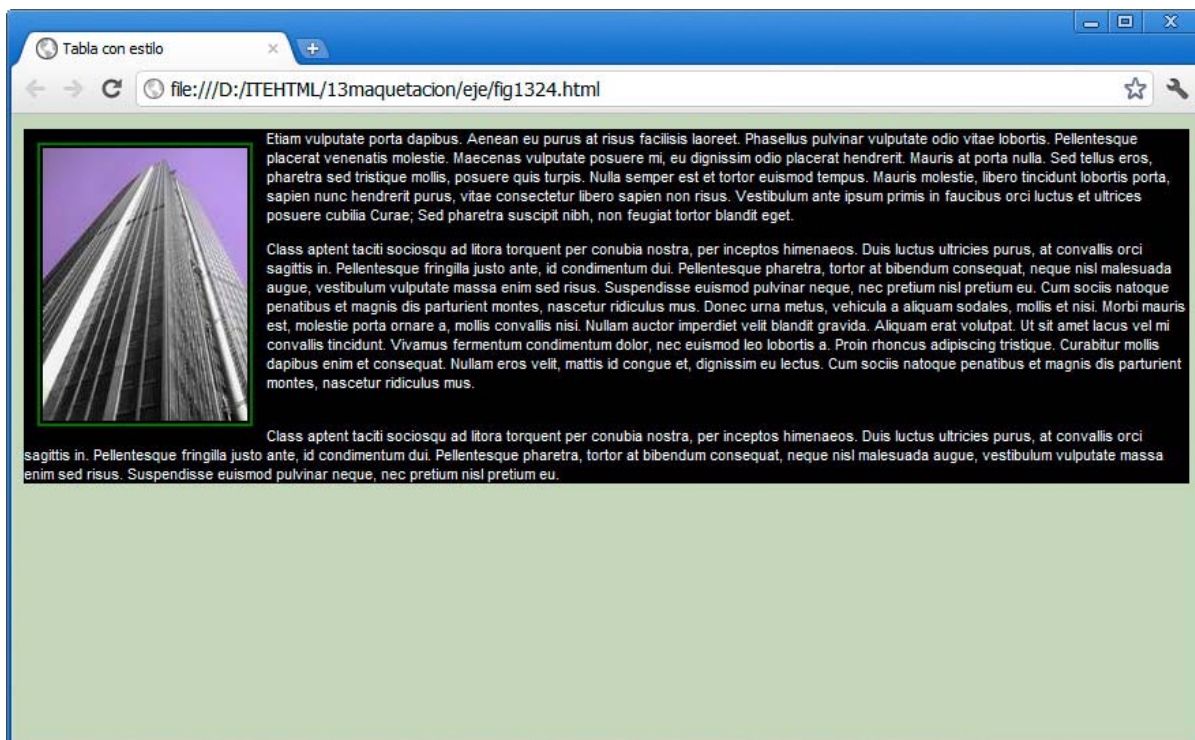 Tabla con estilo
file:///D:/ITEHTML/13maquetacion/eje/fig1324.html
Etiam vulputate porta dapibus. Aenean eu purus at risus facilisis laoreet. Phasellus pulvinar vulputate odio vitae lobortis. Pellentesque
placerat venenatis molestie. Maecenas vulputate posuere mi, eu dignissim odio placerat hendrerit. Mauris at porta nulla. Sed tellus eros,
pharetra sed tristique mollis, posuere quis turpis. Nulla semper est et tortor euismod tempus. Mauris molestie, libero tincidunt lobortis porta,
sapien nunc hendrerit purus, vitae consectetur libero sapien non risus. Vestibulum ante ipsum primis in faucibus orci luctus et ultrices
posuere cubilia Curae; Sed pharetra suscipit nibh, non feugiat tortor blandit eget.
Class aptent taciti sociosqu ad litora torquent per conubia nostra, per inceptos himenaeos. Duis luctus ultricies purus, at convallis orci
sagittis in. Pellentesque fringilla justo ante, id condimentum dui. Pellentesque pharetra, tortor at bibendum consequat, neque nisl malesuada
augue, vestibulum vulputate massa enim sed risus. Suspendisse euismod pulvinar neque, nec pretium nisl pretium eu. Cum sociis natoque
penatibus et magnis dis parturient montes, nascetur ridiculus mus. Donec urna metus, vehicula a aliquam sodales, mollis et nisi. Morbi mauris
est, molestie porta ornare a, mollis convallis nisi. Nullam auctor imperdiet velit blandit gravida. Aliquam erat volutpat. Ut sit amet lacus vel mi
convallis tincidunt. Vivamus fermentum condimentum dolor, nec euismod leo lobortis a. Proin rhoncus adipiscing tristique. Curabitur mollis
dapibus enim et consequat. Nullam eros velit, mattis id congue et, dignissim eu lectus. Cum sociis natoque penatibus et magnis dis parturient
montes, nascetur ridiculus mus.
Class aptent taciti sociosqu ad litora torquent per conubia nostra, per inceptos himenaeos. Duis luctus ultricies purus, at convallis orci
sagittis in. Pellentesque fringilla justo ante, id condimentum dui. Pellentesque pharetra, tortor at bibendum consequat, neque nisl malesuada augue, vestibulum vulputate massa
enim sed risus. Suspendisse euismod pulvinar neque, nec pretium nisl pretium eu.